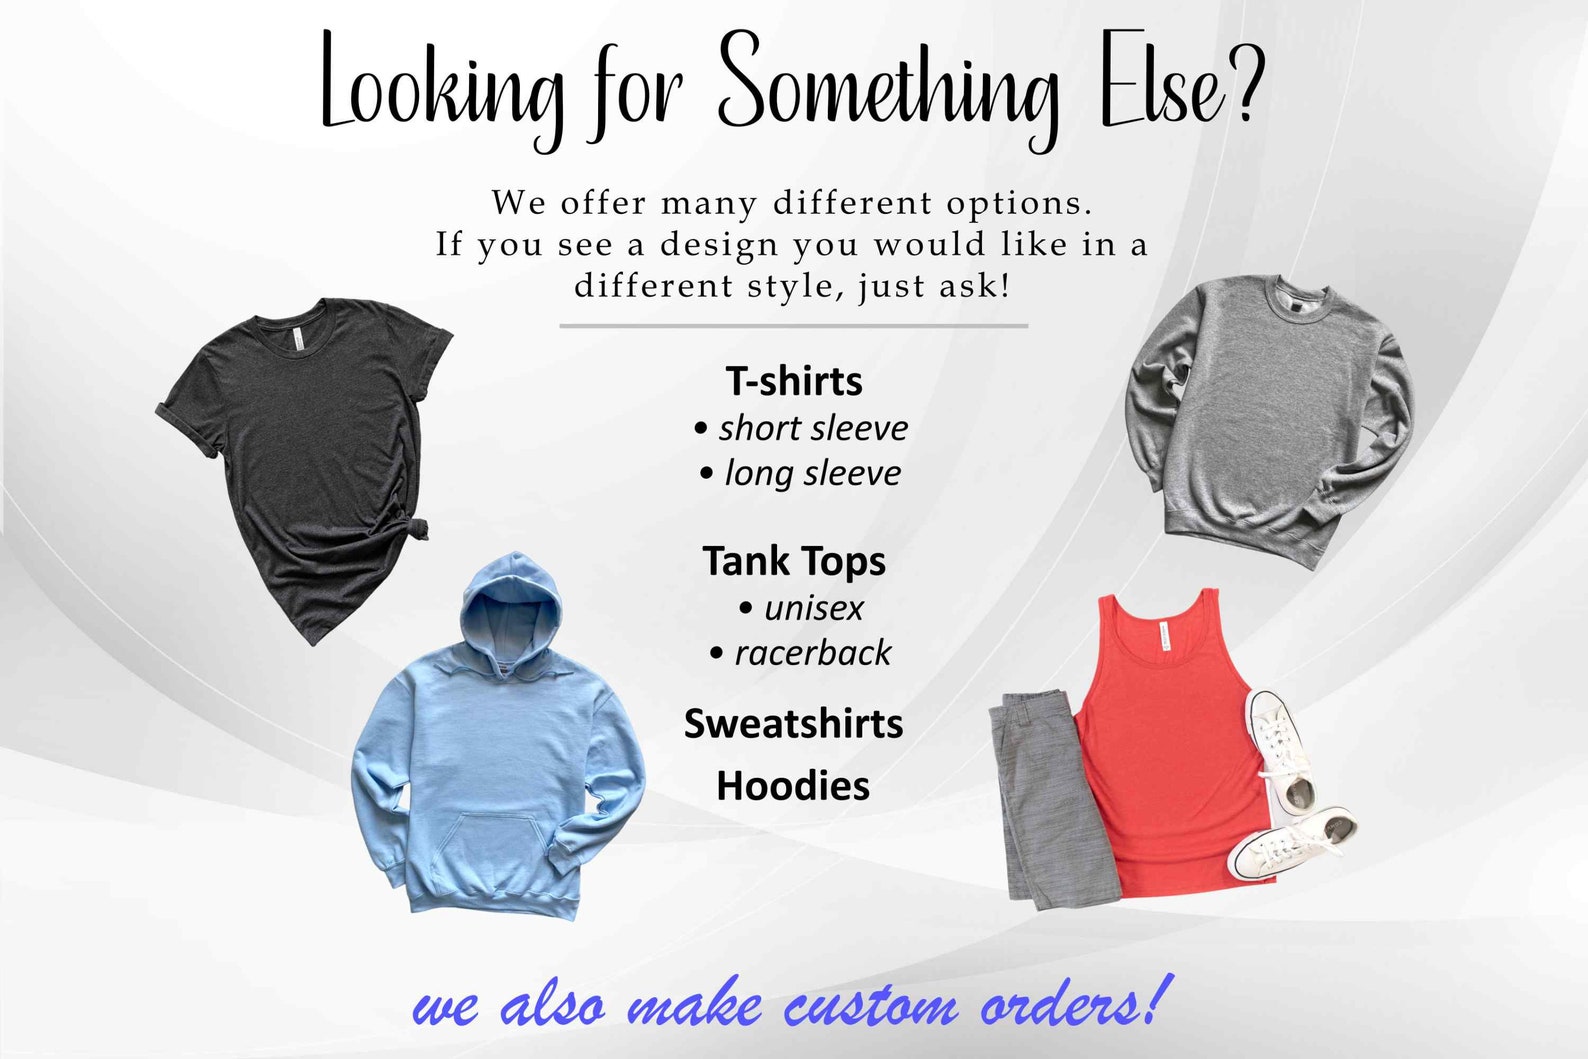 Looking for Something Else?
We offer many different options.
If you see a design you would like in a
different style, just ask!
T-shirts
• short sleeve
• long sleeve
Tank Tops
• unisex
• racerback
Sweatshirts
Hoodies
we also make custom orders!